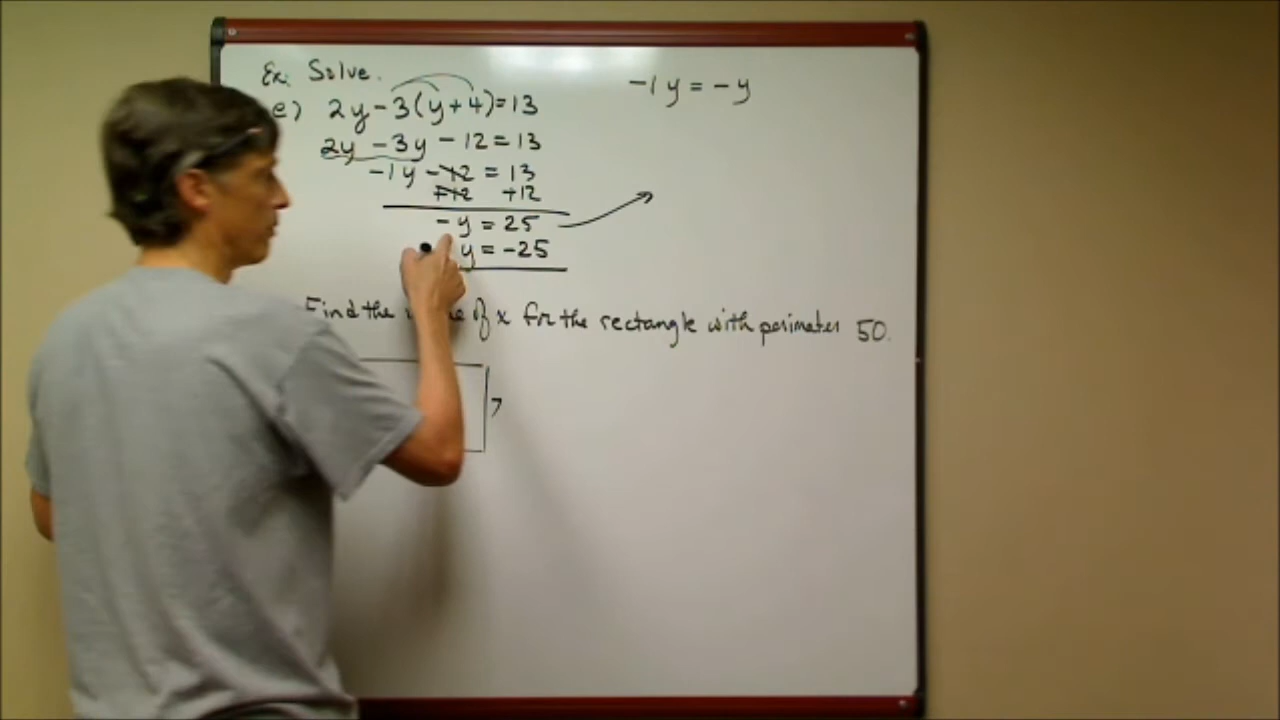 Ex. Solve.
e) 2y - 3(y + 4) = 13
2y - 3y - 12 = 13
-1y - 12 = 13
+12 +12
-y = 25
y = -25
-1y = -y
Find the of x for the rectangle with perimeter 50.
7